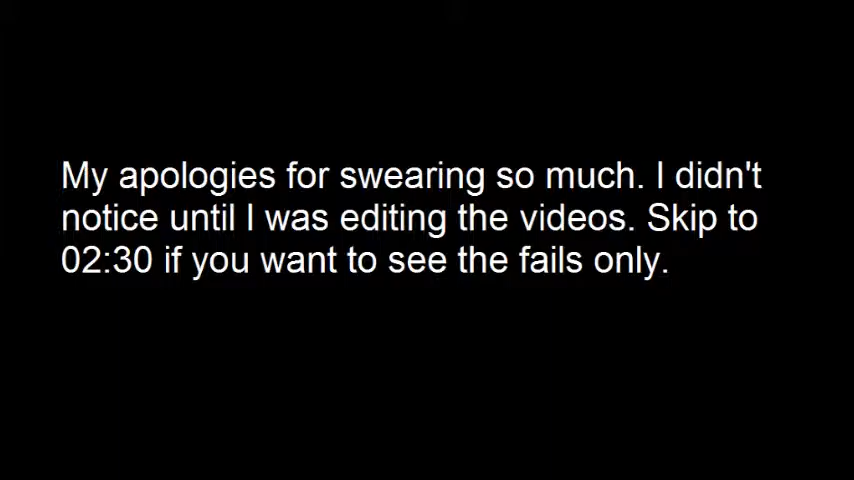 My apologies for swearing so much. I didn't
notice until I was editing the videos. Skip to
02:30 if you want to see the fails only.